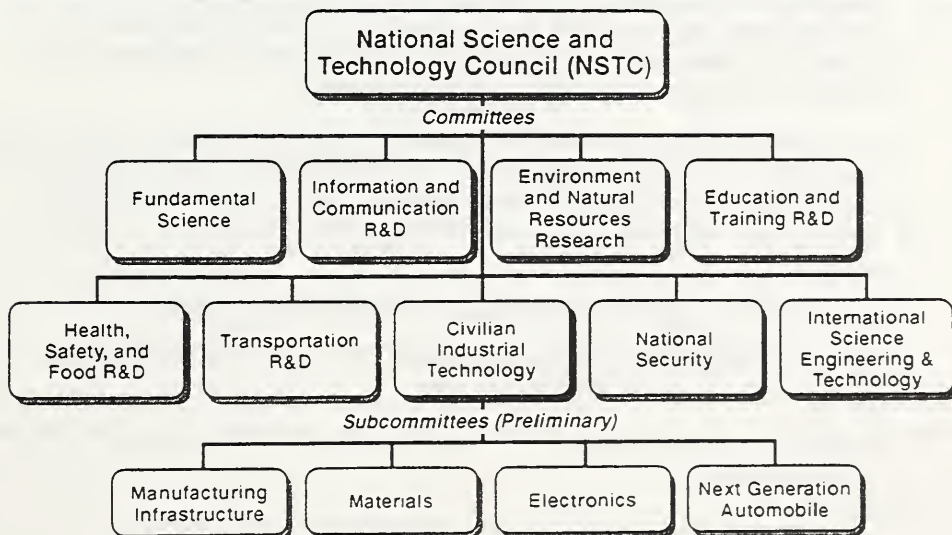 National Science and
Technology Council (NSTC)
Committees
Fundamental
Science
Information and
Communication
R&D
Environment
and Natural
Resources
Research
Education and
Training R&D
Health,
Safety, and
Food R&D
Transportation
R&D
Civilian
Industrial
Technology
National
Security
International
Science
Engineering &
Technology
Subcommittees (Preliminary)
Manufacturing
Infrastructure
Materials
Electronics
Next Generation
Automobile